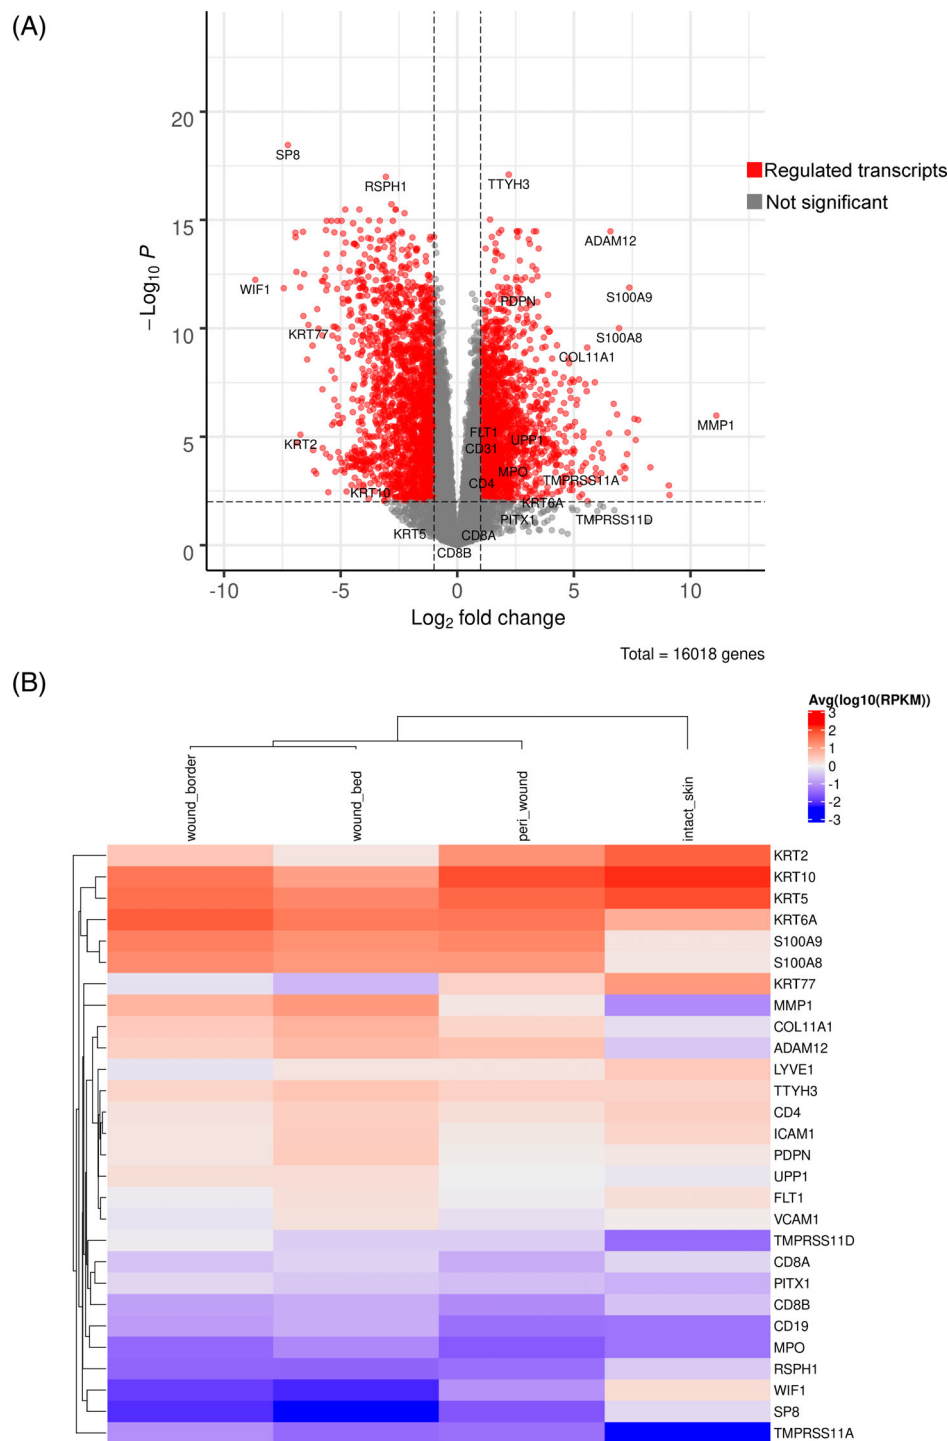 (A)
20
15
10
5
0
−Log10 P
SP8
RSPH1
TTYH3
ADAM12
WIF1
PDPN
S100A9
KRT77
S100A8
COL11A1
MMP1
FLT1
UPP1
KRT2
CD31
MPO
CD4
TMPRSS11A
KRT10
KRT6A
PITX1
TMPRSS11D
KRT5
CD8A
CD8B
Regulated transcripts
Not significant
-10
-5
0
5
10
Log2 fold change
Total = 16018 genes
(B)
Avg(log10(RPKM))
3
2
1
0
-1
-2
-3
wound_border
wound_bed
peri_wound
intact_skin
KRT2
KRT10
KRT5
KRT6A
S100A9
S100A8
KRT77
MMP1
COL11A1
ADAM12
LYVE1
TTYH3
CD4
ICAM1
PDPN
UPP1
FLT1
VCAM1
TMPRSS11D
CD8A
PITX1
CD8B
CD19
MPO
RSPH1
WIF1
SP8
TMPRSS11A